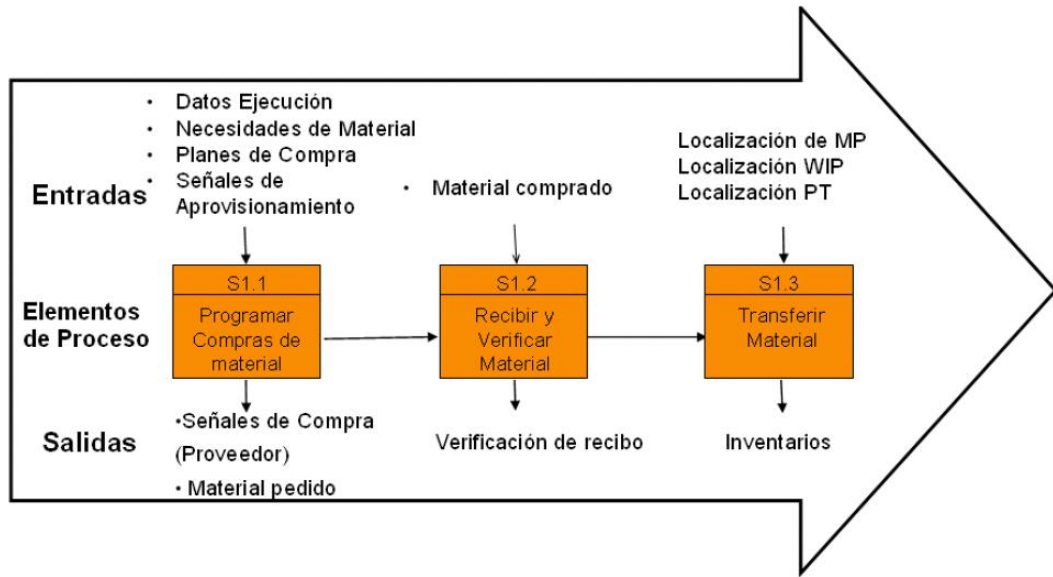 • Datos Ejecución
• Necesidades de Material
• Planes de Compra
• Señales de
Aprovisionamiento
Entradas
• Material comprado
Localización de MP
Localización WIP
Localización PT
Elementos
de Proceso
S1.1
Programar
Compras de
material
S1.2
Recibir y
Verificar
Material
S1.3
Transferir
Material
Salidas
•Señales de Compra
(Proveedor)
• Material pedido
Verificación de recibo
Inventarios